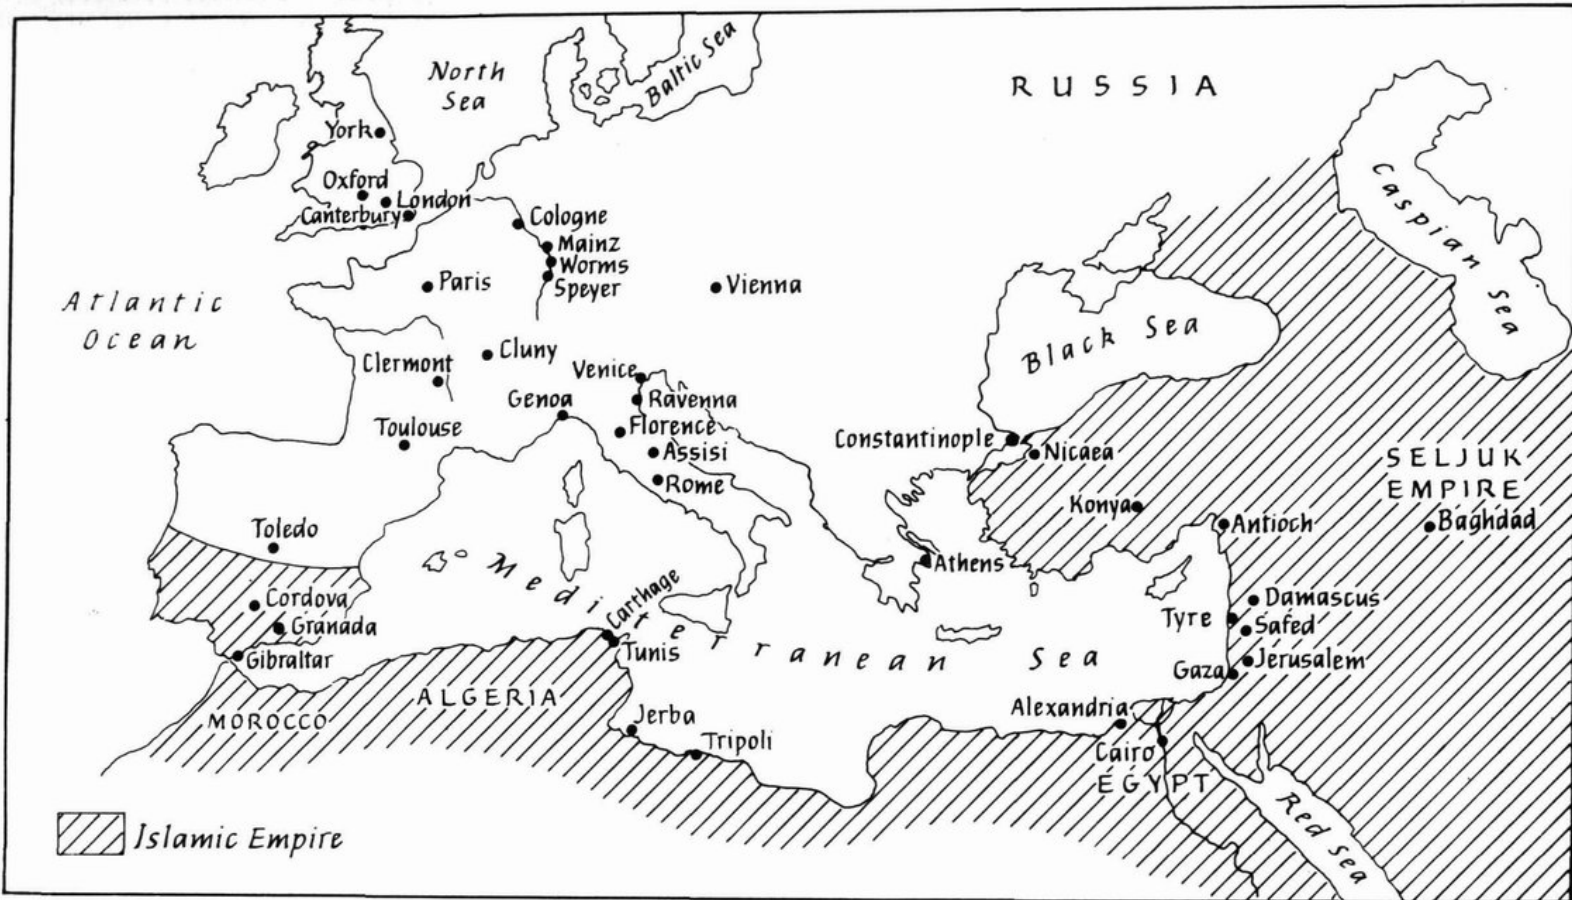 North
Sea
Baltic Sea
RUSSIA
York
Oxford
London
Canterbury
Cologne
Mainz
Worms
Speyer
Paris
Vienna
Atlantic
Ocean
Caspian Sea
Black Sea
Cluny
Clermont
Venice
Genoa
Ravenna
Florence
Toulouse
Assisi
Rome
Constantinople
Nicaea
SELJUK
EMPIRE
Konya
Baghdad
Antioch
Toledo
Athens
Mediterranean Sea
Carthage
Tunis
Cordova
Granada
Gibraltar
Damascus
Tyre
Safed
Jerusalem
Gaza
ALGERIA
MOROCCO
Jerba
Tripoli
Alexandria
Cairo
EGYPT
Red Sea
Islamic Empire